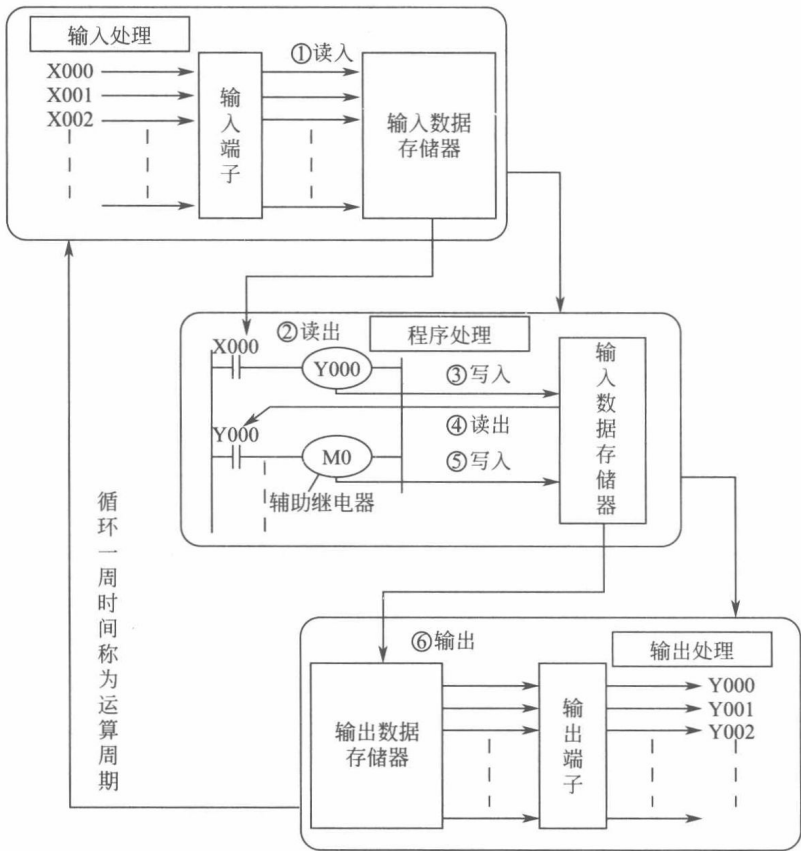 输入处理
①读入
X000
X001
X002
输入端子
输入数据
存储器
②读出
程序处理
X000
Y000
③写入
Y000
④读出
M0
⑤写入
辅助继电器
输入数据存储器
循环一周时间称为运算周期
⑥输出
输出处理
输出数据
存储器
输出端子
Y000
Y001
Y002